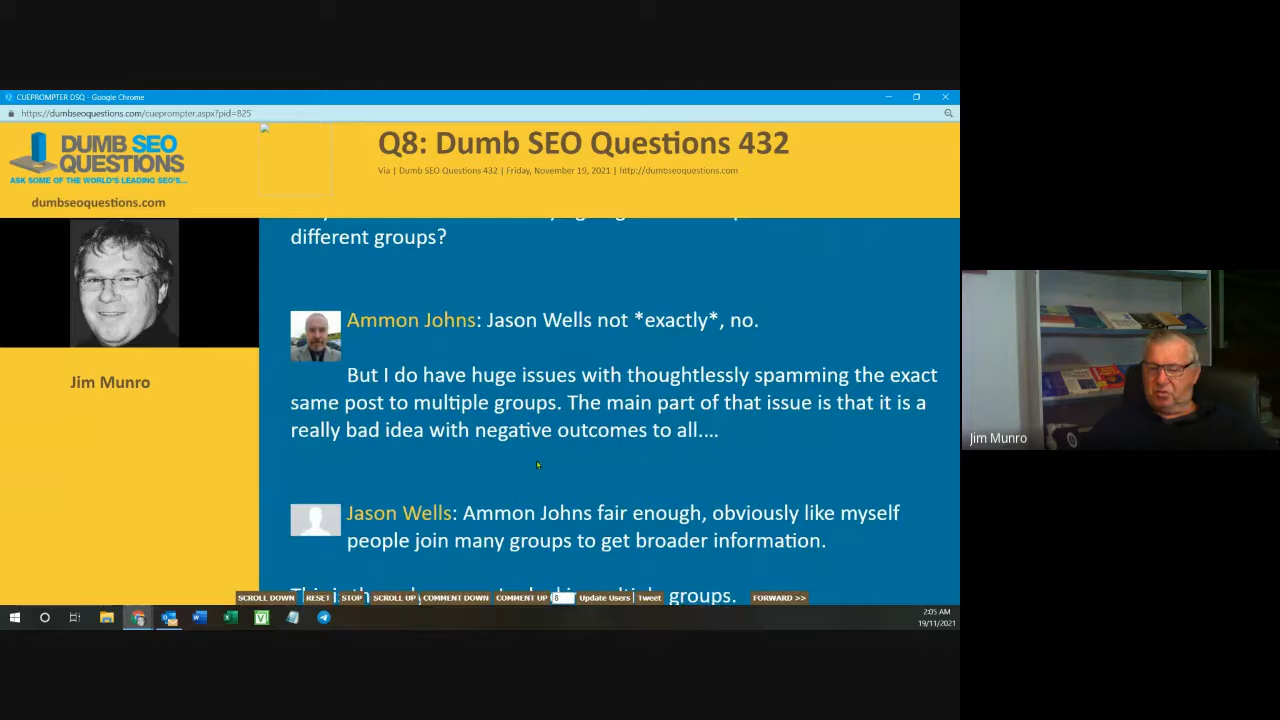 CUEPROMPTER DSQ - Google Chrome
https://dumbseoquestions.com/cueprompter.aspx?pid=825
DUMB SEO
QUESTIONS
ASK SOME OF THE WORLD'S LEADING SEO'S...
dumbseoquestions.com
Q8: Dumb SEO Questions 432
Via | Dumb SEO Questions 432 | Friday, November 19, 2021 | http://dumbseoquestions.com
Jim Munro
different groups?
Ammon Johns: Jason Wells not *exactly*, no.
But I do have huge issues with thoughtlessly spamming the exact
same post to multiple groups. The main part of that issue is that it is a
really bad idea with negative outcomes to all....
Jason Wells: Ammon Johns fair enough, obviously like myself
people join many groups to get broader information.
groups.
SCROLL DOWN RESET STOP SCROLL UP COMMENT DOWN COMMENT UP 8 Update Users Tweet FORWARD >>
2:05 AM
19/11/2021
Jim Munro